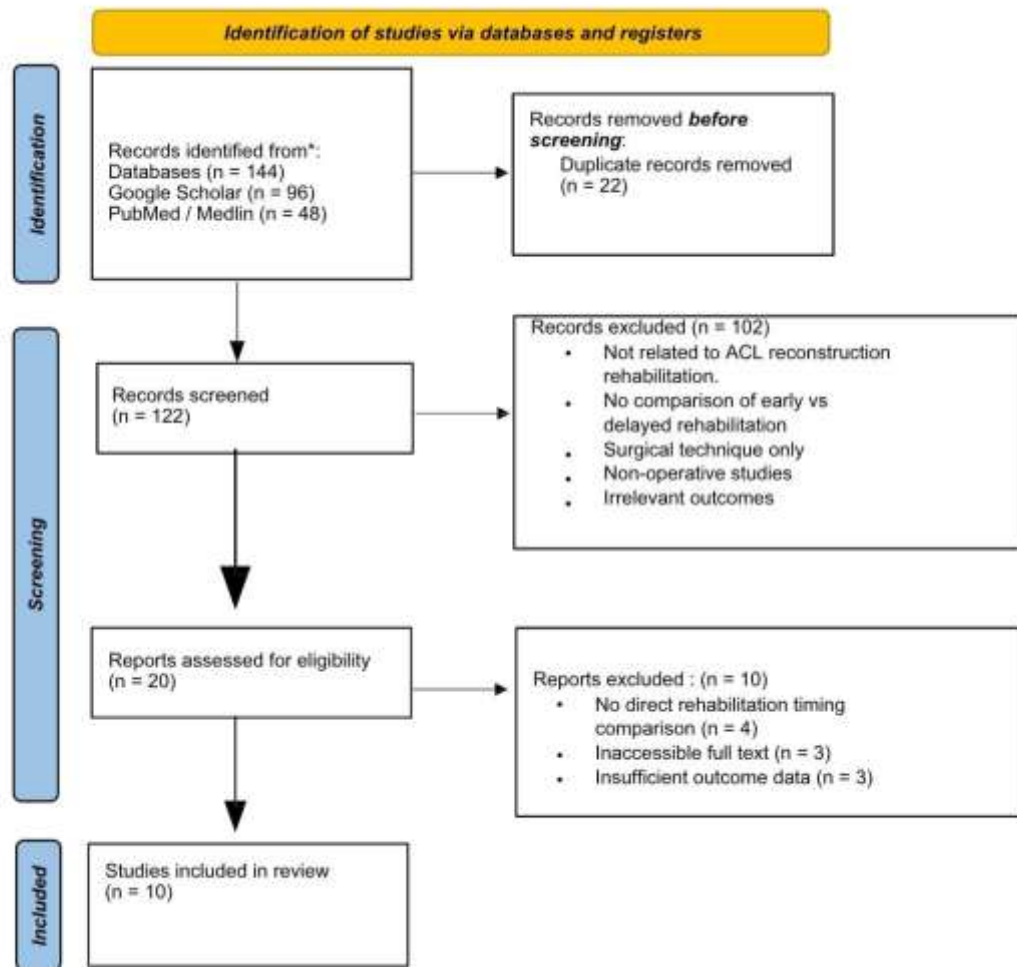 Identification of studies via databases and registers
Identification
Records identified from*:
Databases (n = 144)
Google Scholar (n = 96)
PubMed / Medlin (n = 48)
Records removed before
screening:
Duplicate records removed
(n = 22)
Screening
Records screened
(n = 122)
Records excluded (n = 102)
• Not related to ACL reconstruction
rehabilitation.
• No comparison of early vs
delayed rehabilitation
• Surgical technique only
• Non-operative studies
• Irrelevant outcomes
Reports assessed for eligibility
(n = 20)
Reports excluded : (n = 10)
• No direct rehabilitation timing
comparison (n = 4)
• Inaccessible full text (n = 3)
• Insufficient outcome data (n = 3)
Included
Studies included in review
(n = 10)